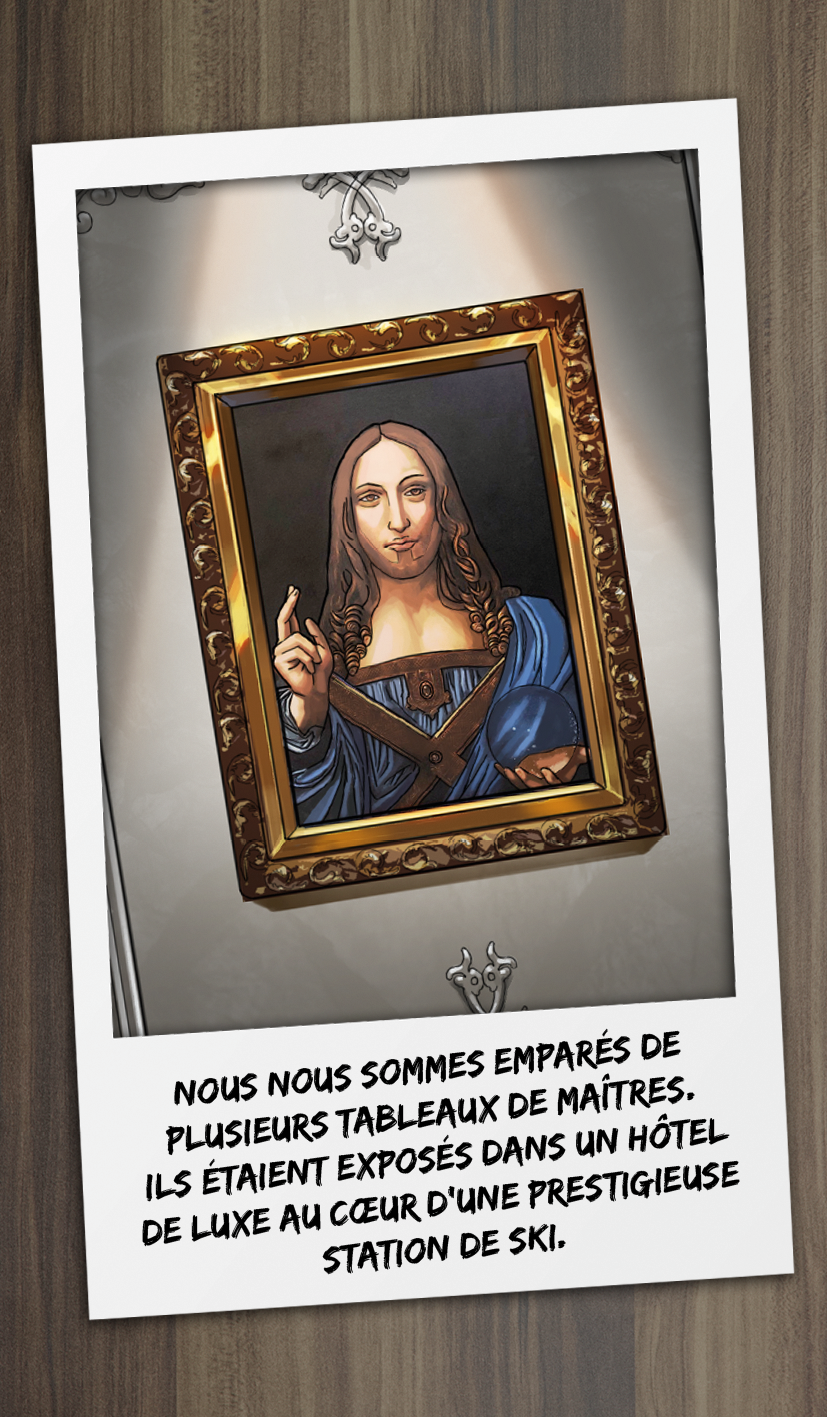 NOUS NOUS SOMMES EMPARÉS DE
PLUSIEURS TABLEAUX DE MAÎTRES.
ILS ÉTAIENT EXPOSÉS DANS UN HÔTEL
DE LUXE AU CŒUR D'UNE PRESTIGIEUSE
STATION DE SKI.